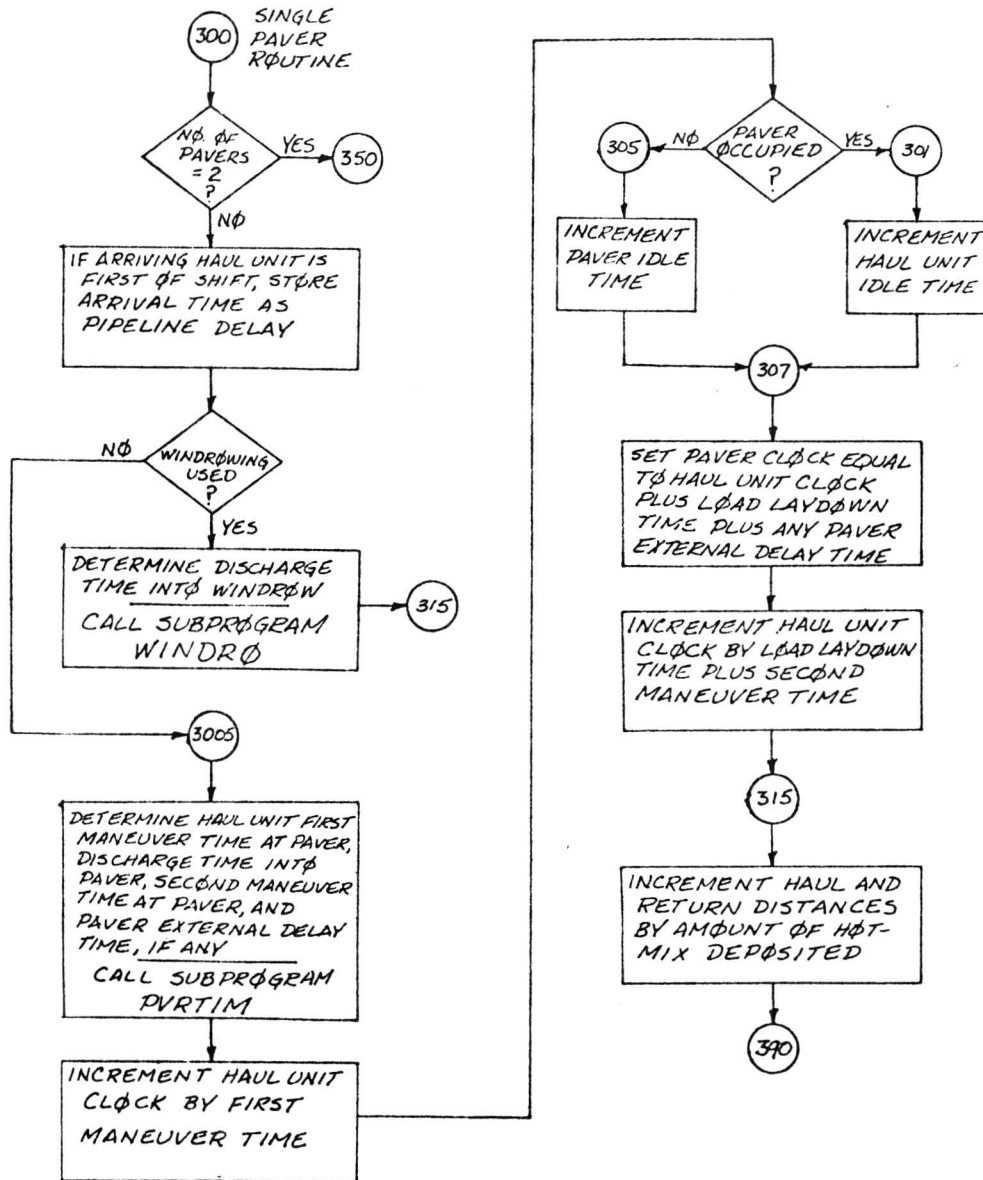 300
SINGLE
PAVER
RØUTINE
NØ. ØF
PAVERS
= 2
?
YES
350
NØ
IF ARRIVING HAUL UNIT IS
FIRST ØF SHIFT, STØRE
ARRIVAL TIME AS
PIPELINE DELAY
NØ
WINDRØWING
USED
?
YES
DETERMINE DISCHARGE
TIME INTØ WINDRØW
CALL SUBPRØGRAM
WINDRØ
315
3005
DETERMINE HAUL UNIT FIRST
MANEUVER TIME AT PAVER,
DISCHARGE TIME INTØ
PAVER, SECØND MANEUVER
TIME AT PAVER, AND
PAVER EXTERNAL DELAY
TIME, IF ANY
CALL SUBPRØGRAM
PVRTIM
INCREMENT HAUL UNIT
CLØCK BY FIRST
MANEUVER TIME
PAVER
ØCCUPIED
?
NØ
305
YES
301
INCREMENT
PAVER IDLE
TIME
INCREMENT
HAUL UNIT
IDLE TIME
307
SET PAVER CLØCK EQUAL
TØ HAUL UNIT CLØCK
PLUS LØAD LAYDØWN
TIME PLUS ANY PAVER
EXTERNAL DELAY TIME
INCREMENT HAUL UNIT
CLØCK BY LØAD LAYDØWN
TIME PLUS SECØND
MANEUVER TIME
315
INCREMENT HAUL AND
RETURN DISTANCES
BY AMØUNT ØF HØT-
MIX DEPØSITED
390